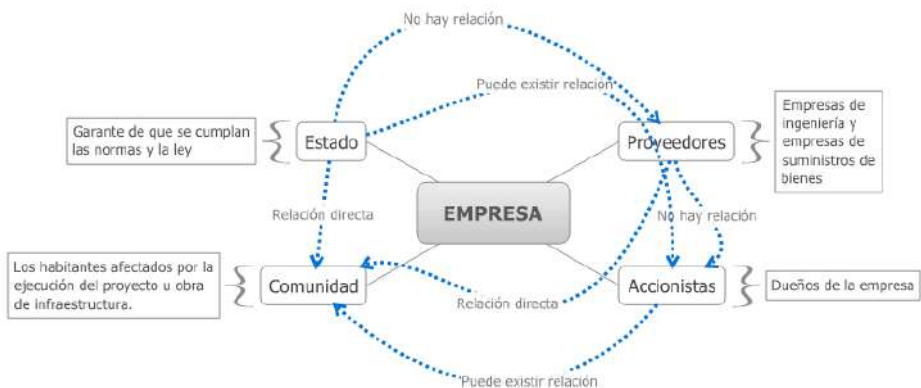 No hay relación
Puede existir relación
Garante de que se cumplan
las normas y la ley
Estado
Proveedores
Empresas de
ingeniería y
empresas de
suministros de
bienes
EMPRESA
Relación directa
No hay relación
Los habitantes afectados por la
ejecución del proyecto u obra
de infraestructura.
Comunidad
Accionistas
Dueños de la empresa
Relación directa
Puede existir relación